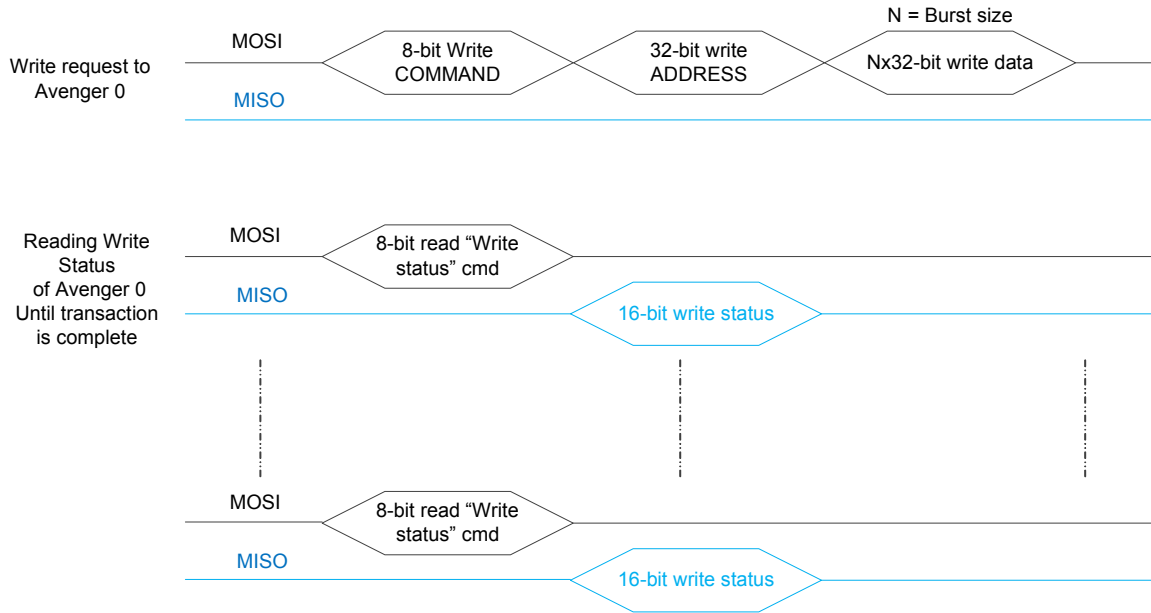 N = Burst size
Write request to
Avenger 0
MOSI
8-bit Write
COMMAND
32-bit write
ADDRESS
Nx32-bit write data
MISO
Reading Write
Status
of Avenger 0
Until transaction
is complete
MOSI
8-bit read “Write
status” cmd
MISO
16-bit write status
MOSI
8-bit read “Write
status” cmd
MISO
16-bit write status